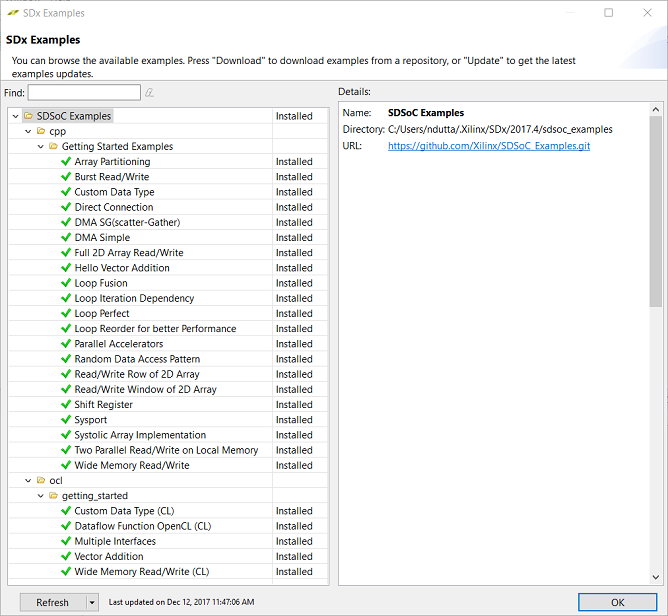 SDx Examples
SDx Examples
You can browse the available examples. Press "Download" to download examples from a repository, or "Update" to get the latest
examples updates.
Find:
SDSoC Examples Installed
cpp
Getting Started Examples
Array Partitioning Installed
Burst Read/Write Installed
Custom Data Type Installed
Direct Connection Installed
DMA SG(scatter-Gather) Installed
DMA Simple Installed
Full 2D Array Read/Write Installed
Hello Vector Addition Installed
Loop Fusion Installed
Loop Iteration Dependency Installed
Loop Perfect Installed
Loop Reorder for better Performance Installed
Parallel Accelerators Installed
Random Data Access Pattern Installed
Read/Write Row of 2D Array Installed
Read/Write Window of 2D Array Installed
Shift Register Installed
Sysport Installed
Systolic Array Implementation Installed
Two Parallel Read/Write on Local Memory Installed
Wide Memory Read/Write Installed
ocl
getting_started
Custom Data Type (CL) Installed
Dataflow Function OpenCL (CL) Installed
Multiple Interfaces Installed
Vector Addition Installed
Wide Memory Read/Write (CL) Installed
Details:
Name: SDSoC Examples
Directory: C:/Users/ndutta/.Xilinx/SDx/2017.4/sdsoc_examples
URL: https://github.com/Xilinx/SDSoC_Examples.git
Refresh Last updated on Dec 12, 2017 11:47:06 AM
OK